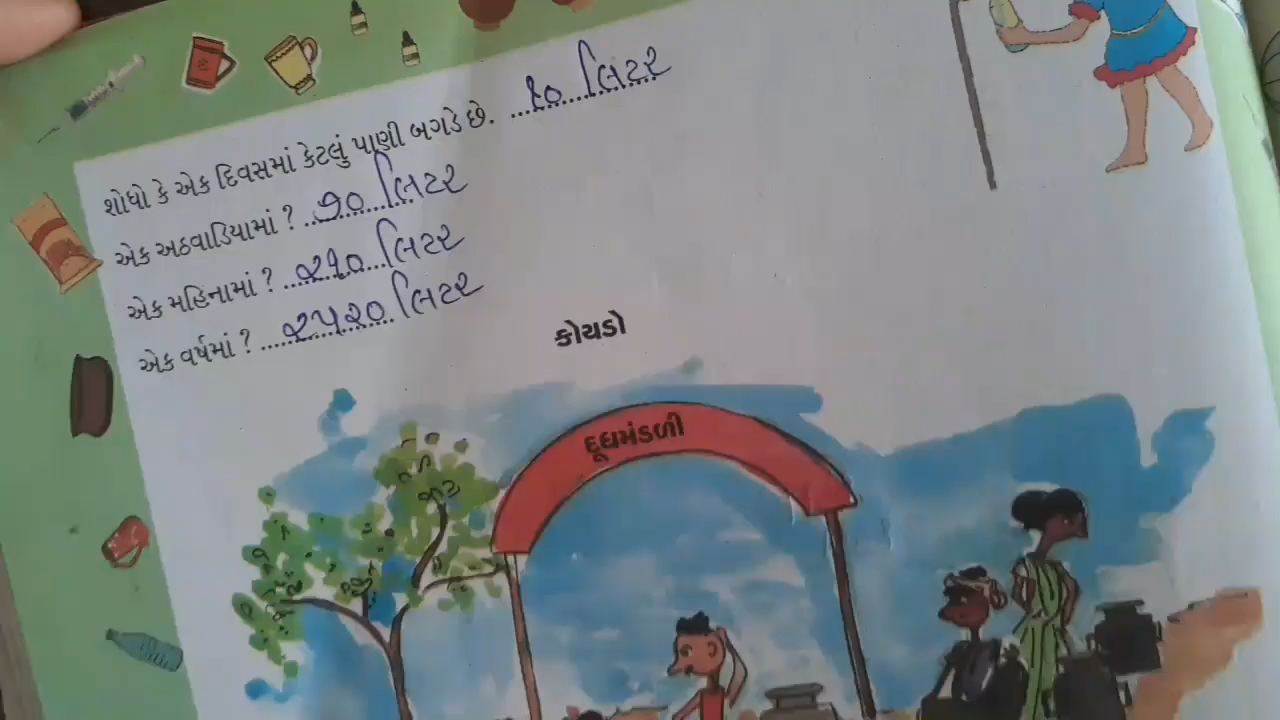 શોધો કે એક દિવસમાં કેટલું પાણી બગડે છે. ૧૦ લિટર
એક અઠવાડિયામાં ? ૭૦ લિટર
એક મહિનામાં ? ૨૧૦ લિટર
એક વર્ષમાં ? ૨૫૨૦ લિટર
કોયડો
દૂધમંડળી